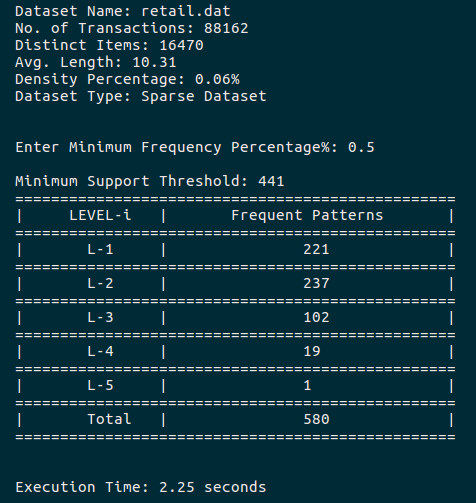 Dataset Name: retail.dat
No. of Transactions: 88162
Distinct Items: 16470
Avg. Length: 10.31
Density Percentage: 0.06%
Dataset Type: Sparse Dataset
Enter Minimum Frequency Percentage%: 0.5
Minimum Support Threshold: 441
=================================================
| LEVEL-i | Frequent Patterns |
=================================================
| L-1 | 221 |
=================================================
| L-2 | 237 |
=================================================
| L-3 | 102 |
=================================================
| L-4 | 19 |
=================================================
| L-5 | 1 |
=================================================
| Total | 580 |
=================================================
Execution Time: 2.25 seconds